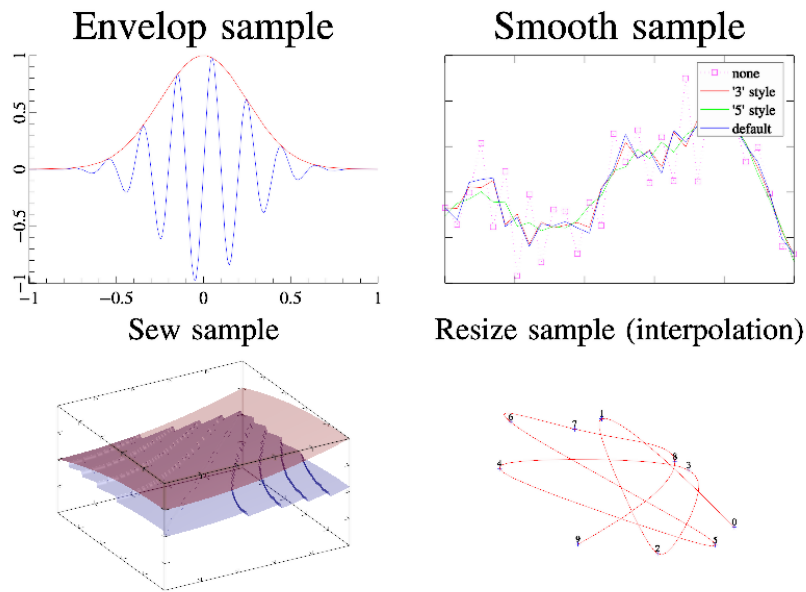 Envelop sample
Smooth sample
1
0.5
0
−0.5
−1
−1 −0.5 0 0.5 1
none
'3' style
'5' style
default
Sew sample
Resize sample (interpolation)
6
7
1
4
8
3
0
9
2
5